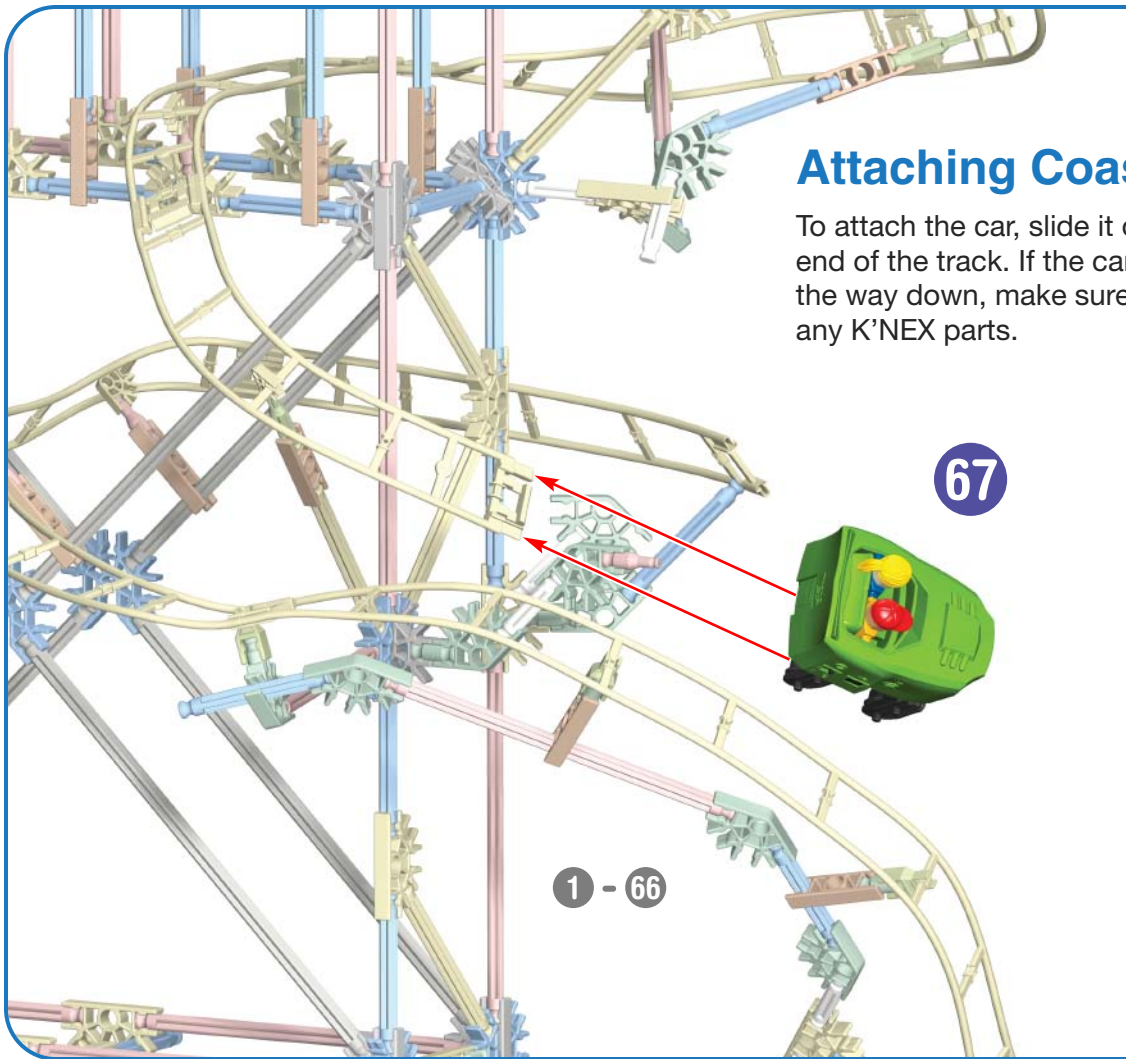 Attaching Coas
To attach the car, slide it
end of the track. If the car
the way down, make sure
any K’NEX parts.
67
1 - 66